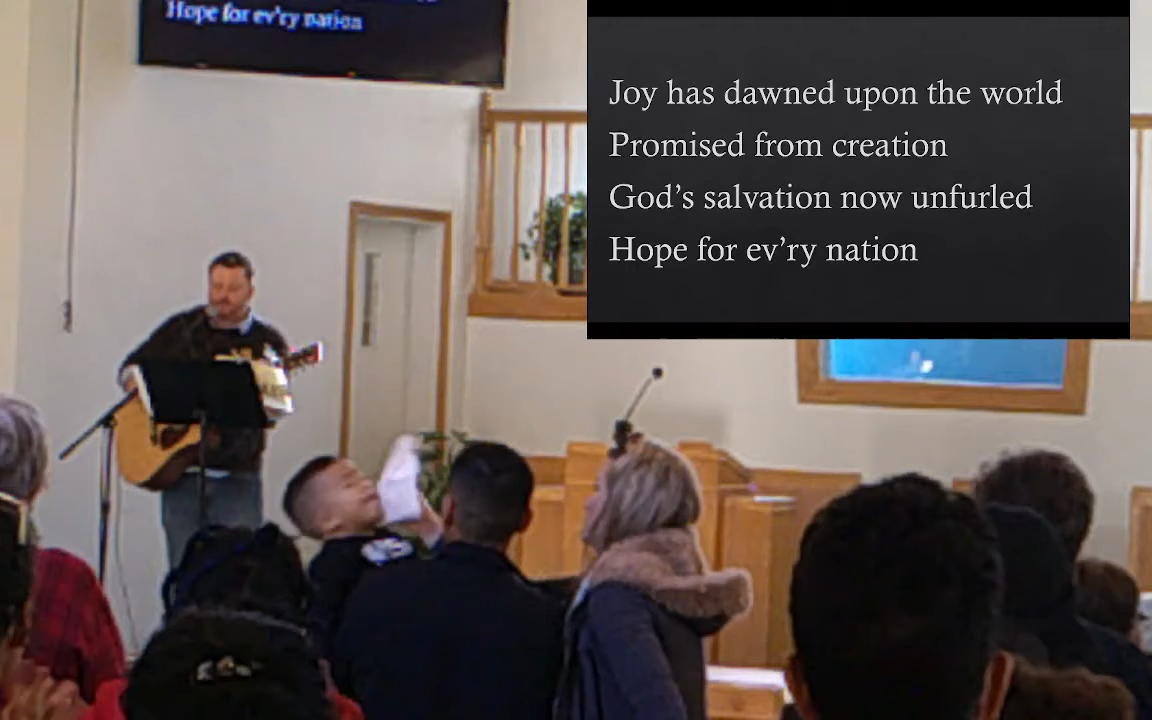 Hope for ev'ry nation
Joy has dawned upon the world
Promised from creation
God's salvation now unfurled
Hope for ev'ry nation